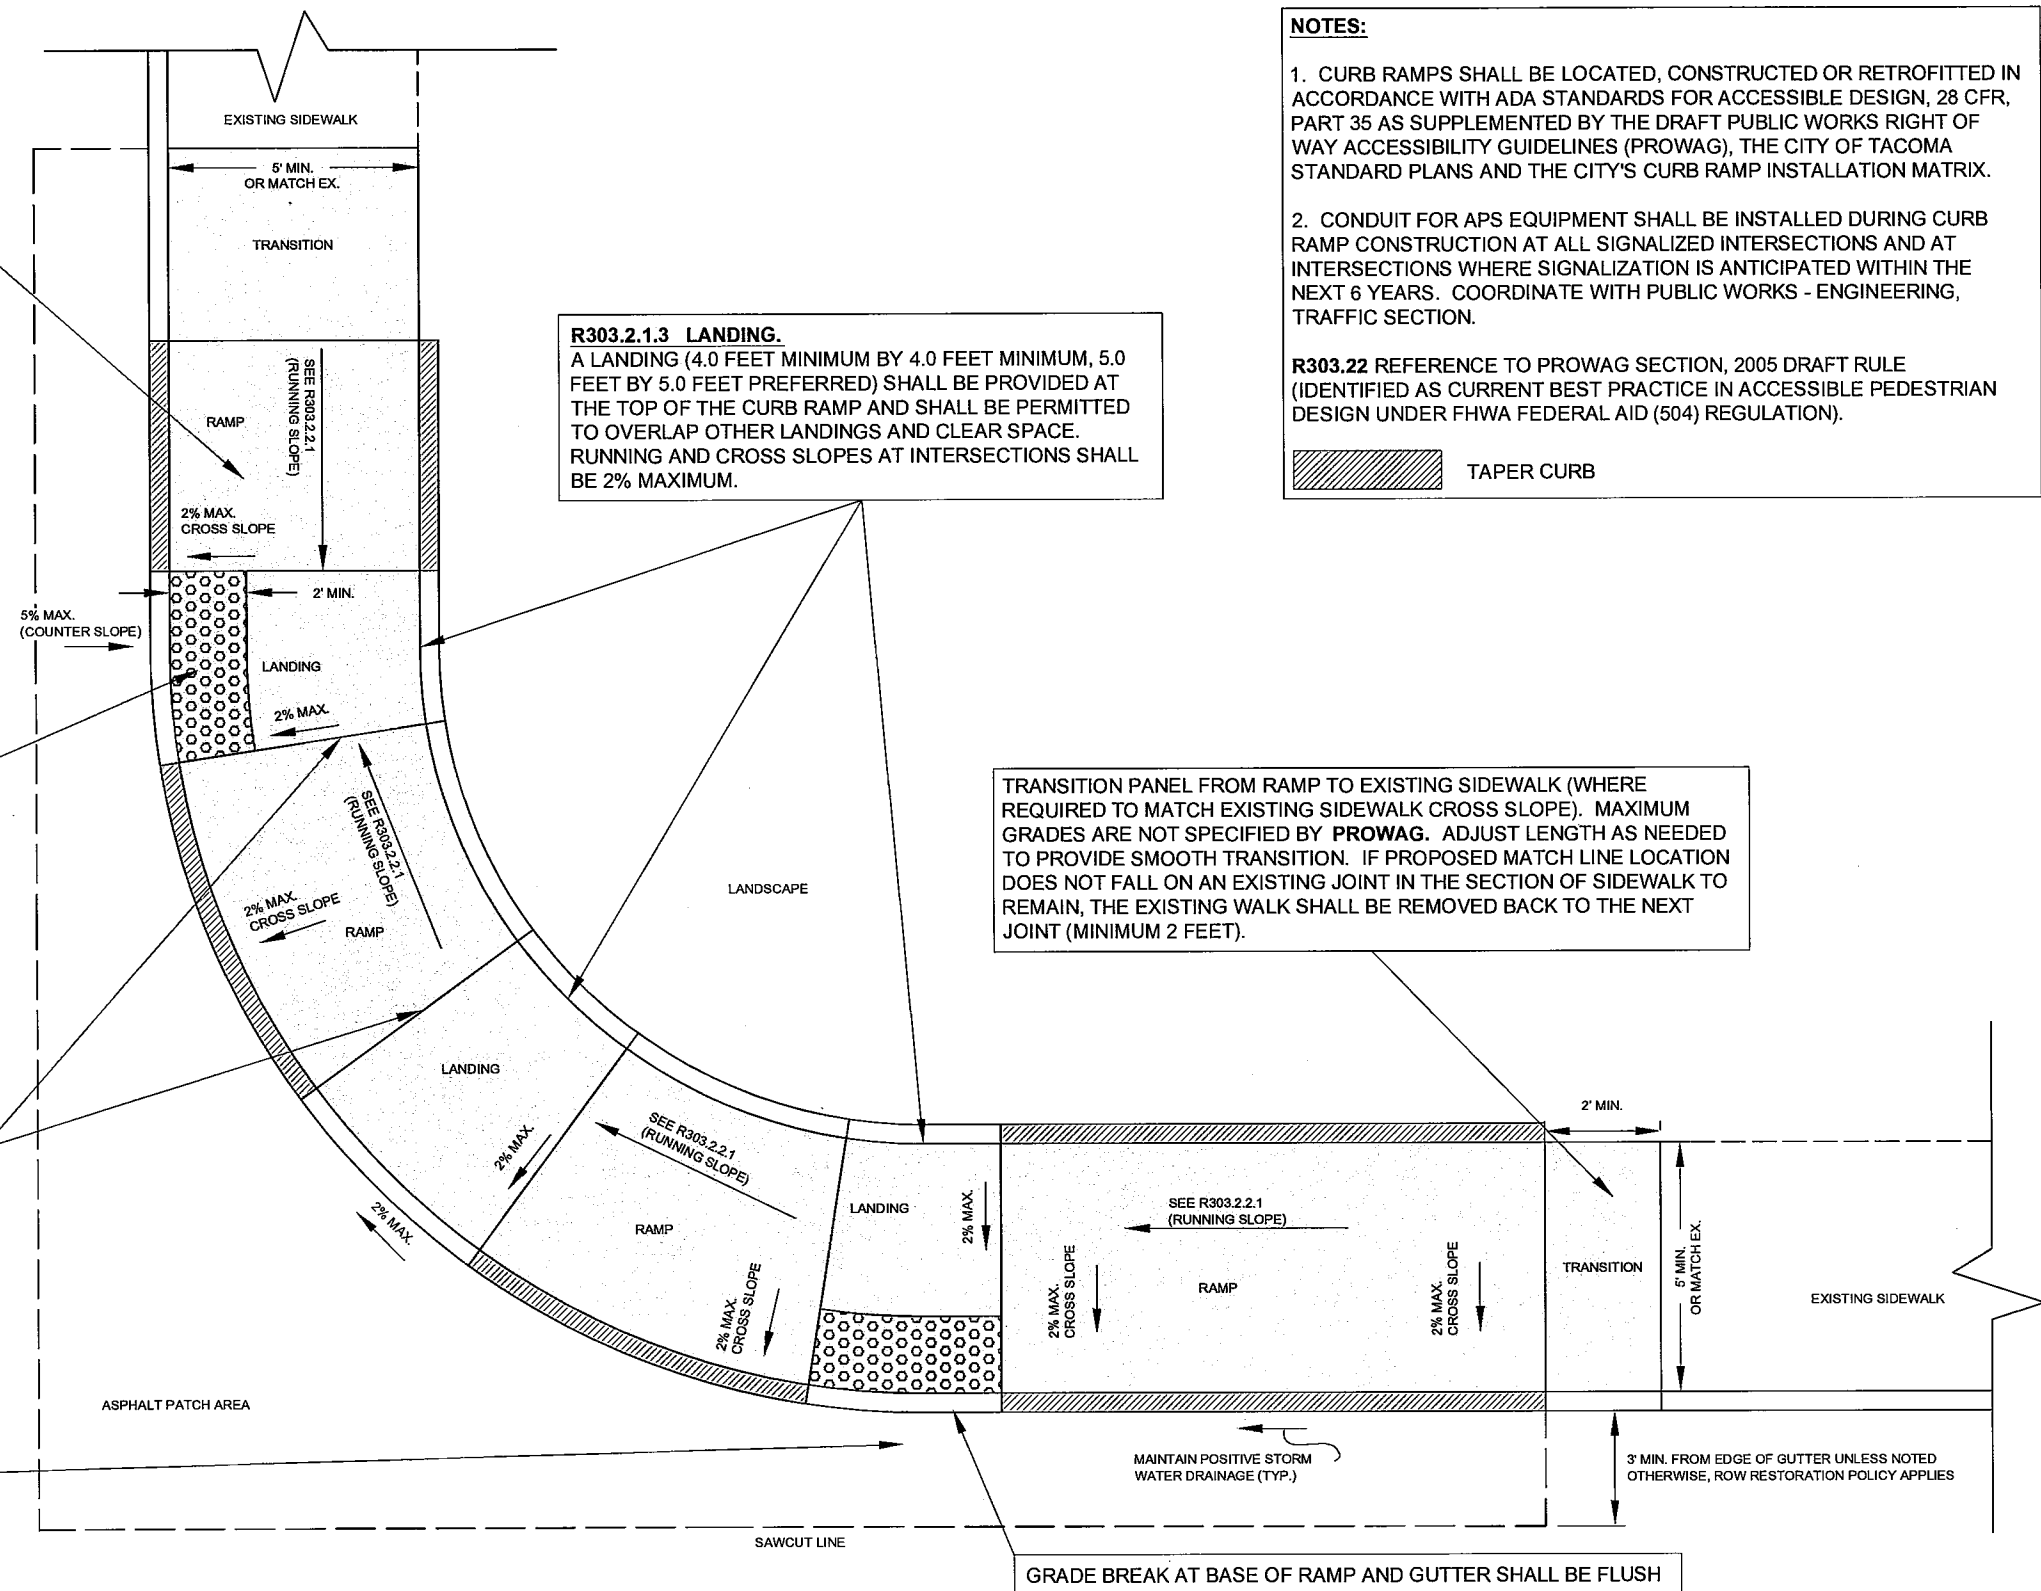 NOTES:
1. CURB RAMPS SHALL BE LOCATED, CONSTRUCTED OR RETROFITTED IN
ACCORDANCE WITH ADA STANDARDS FOR ACCESSIBLE DESIGN, 28 CFR,
PART 35 AS SUPPLEMENTED BY THE DRAFT PUBLIC WORKS RIGHT OF
WAY ACCESSIBILITY GUIDELINES (PROWAG), THE CITY OF TACOMA
STANDARD PLANS AND THE CITY'S CURB RAMP INSTALLATION MATRIX.
2. CONDUIT FOR APS EQUIPMENT SHALL BE INSTALLED DURING CURB
RAMP CONSTRUCTION AT ALL SIGNALIZED INTERSECTIONS AND AT
INTERSECTIONS WHERE SIGNALIZATION IS ANTICIPATED WITHIN THE
NEXT 6 YEARS. COORDINATE WITH PUBLIC WORKS - ENGINEERING,
TRAFFIC SECTION.
R303.22 REFERENCE TO PROWAG SECTION, 2005 DRAFT RULE
(IDENTIFIED AS CURRENT BEST PRACTICE IN ACCESSIBLE PEDESTRIAN
DESIGN UNDER FHWA FEDERAL AID (504) REGULATION).
TAPER CURB
EXISTING SIDEWALK
5' MIN.
OR MATCH EX.
TRANSITION
R303.2.1.3 LANDING.
A LANDING (4.0 FEET MINIMUM BY 4.0 FEET MINIMUM, 5.0
FEET BY 5.0 FEET PREFERRED) SHALL BE PROVIDED AT
THE TOP OF THE CURB RAMP AND SHALL BE PERMITTED
TO OVERLAP OTHER LANDINGS AND CLEAR SPACE.
RUNNING AND CROSS SLOPES AT INTERSECTIONS SHALL
BE 2% MAXIMUM.
SEE R303.2.2.1
(RUNNING SLOPE)
RAMP
2% MAX.
CROSS SLOPE
2' MIN.
5% MAX.
(COUNTER SLOPE)
LANDING
2% MAX.
SEE R303.2.2.1
(RUNNING SLOPE)
2% MAX.
CROSS SLOPE
RAMP
LANDSCAPE
TRANSITION PANEL FROM RAMP TO EXISTING SIDEWALK (WHERE
REQUIRED TO MATCH EXISTING SIDEWALK CROSS SLOPE). MAXIMUM
GRADES ARE NOT SPECIFIED BY PROWAG. ADJUST LENGTH AS NEEDED
TO PROVIDE SMOOTH TRANSITION. IF PROPOSED MATCH LINE LOCATION
DOES NOT FALL ON AN EXISTING JOINT IN THE SECTION OF SIDEWALK TO
REMAIN, THE EXISTING WALK SHALL BE REMOVED BACK TO THE NEXT
JOINT (MINIMUM 2 FEET).
LANDING
2% MAX.
2% MAX.
SEE R303.2.2.1
(RUNNING SLOPE)
RAMP
2% MAX.
CROSS SLOPE
LANDING
2% MAX.
SEE R303.2.2.1
(RUNNING SLOPE)
2% MAX.
CROSS SLOPE
RAMP
2% MAX.
CROSS SLOPE
2' MIN.
TRANSITION
5' MIN.
OR MATCH EX.
EXISTING SIDEWALK
ASPHALT PATCH AREA
MAINTAIN POSITIVE STORM
WATER DRAINAGE (TYP.)
3' MIN. FROM EDGE OF GUTTER UNLESS NOTED
OTHERWISE, ROW RESTORATION POLICY APPLIES
SAWCUT LINE
GRADE BREAK AT BASE OF RAMP AND GUTTER SHALL BE FLUSH